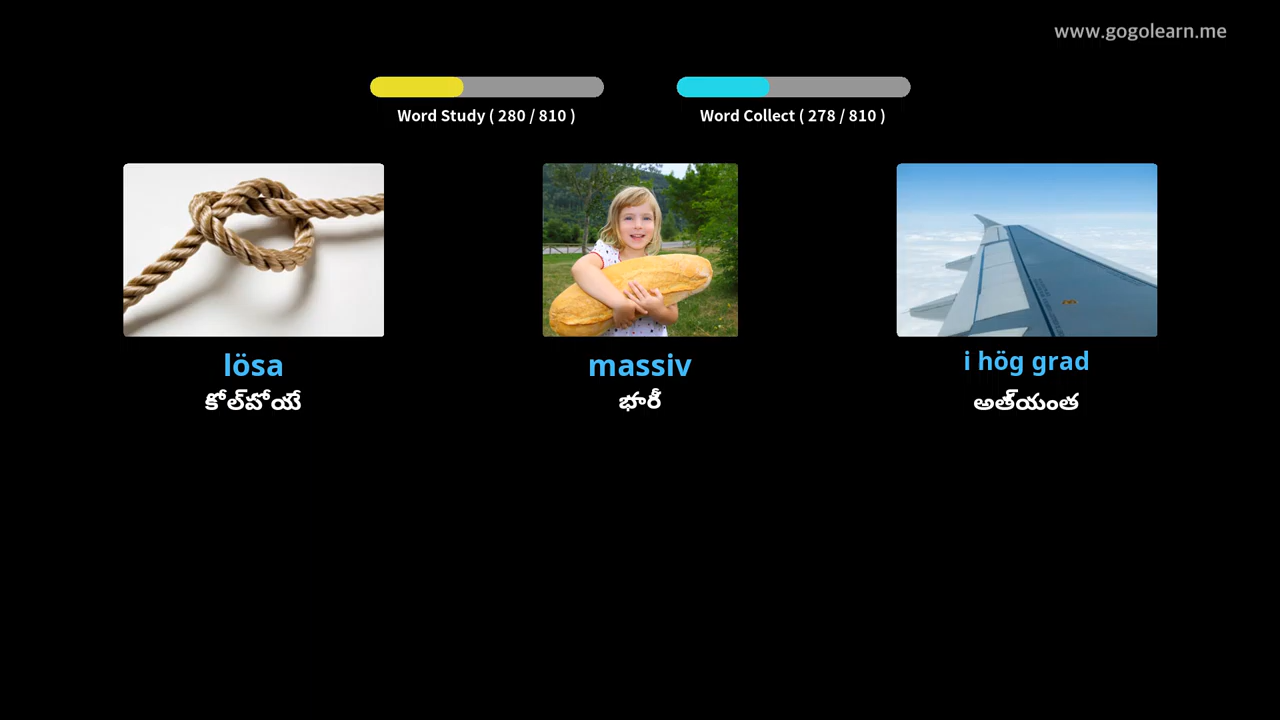 www.gogolearn.me
Word Study ( 280 / 810 )
Word Collect ( 278 / 810 )
lösa
massiv
i hög grad
కోల్‌పోయే
భారీ
అత్‌యంత